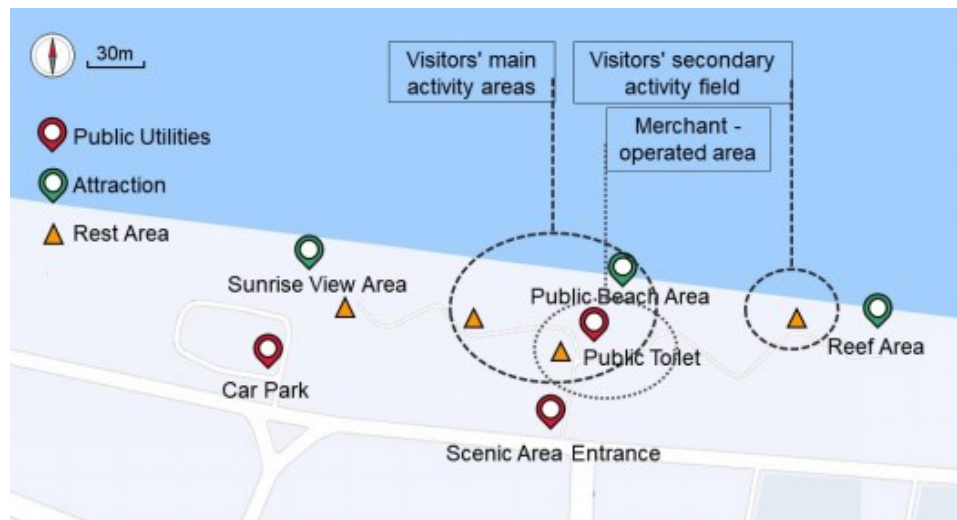 30m
Visitors' main
activity areas
Visitors' secondary
activity field
Merchant -
operated area
Public Utilities
Attraction
Rest Area
Sunrise View Area
Public Beach Area
Public Toilet
Reef Area
Car Park
Scenic Area Entrance